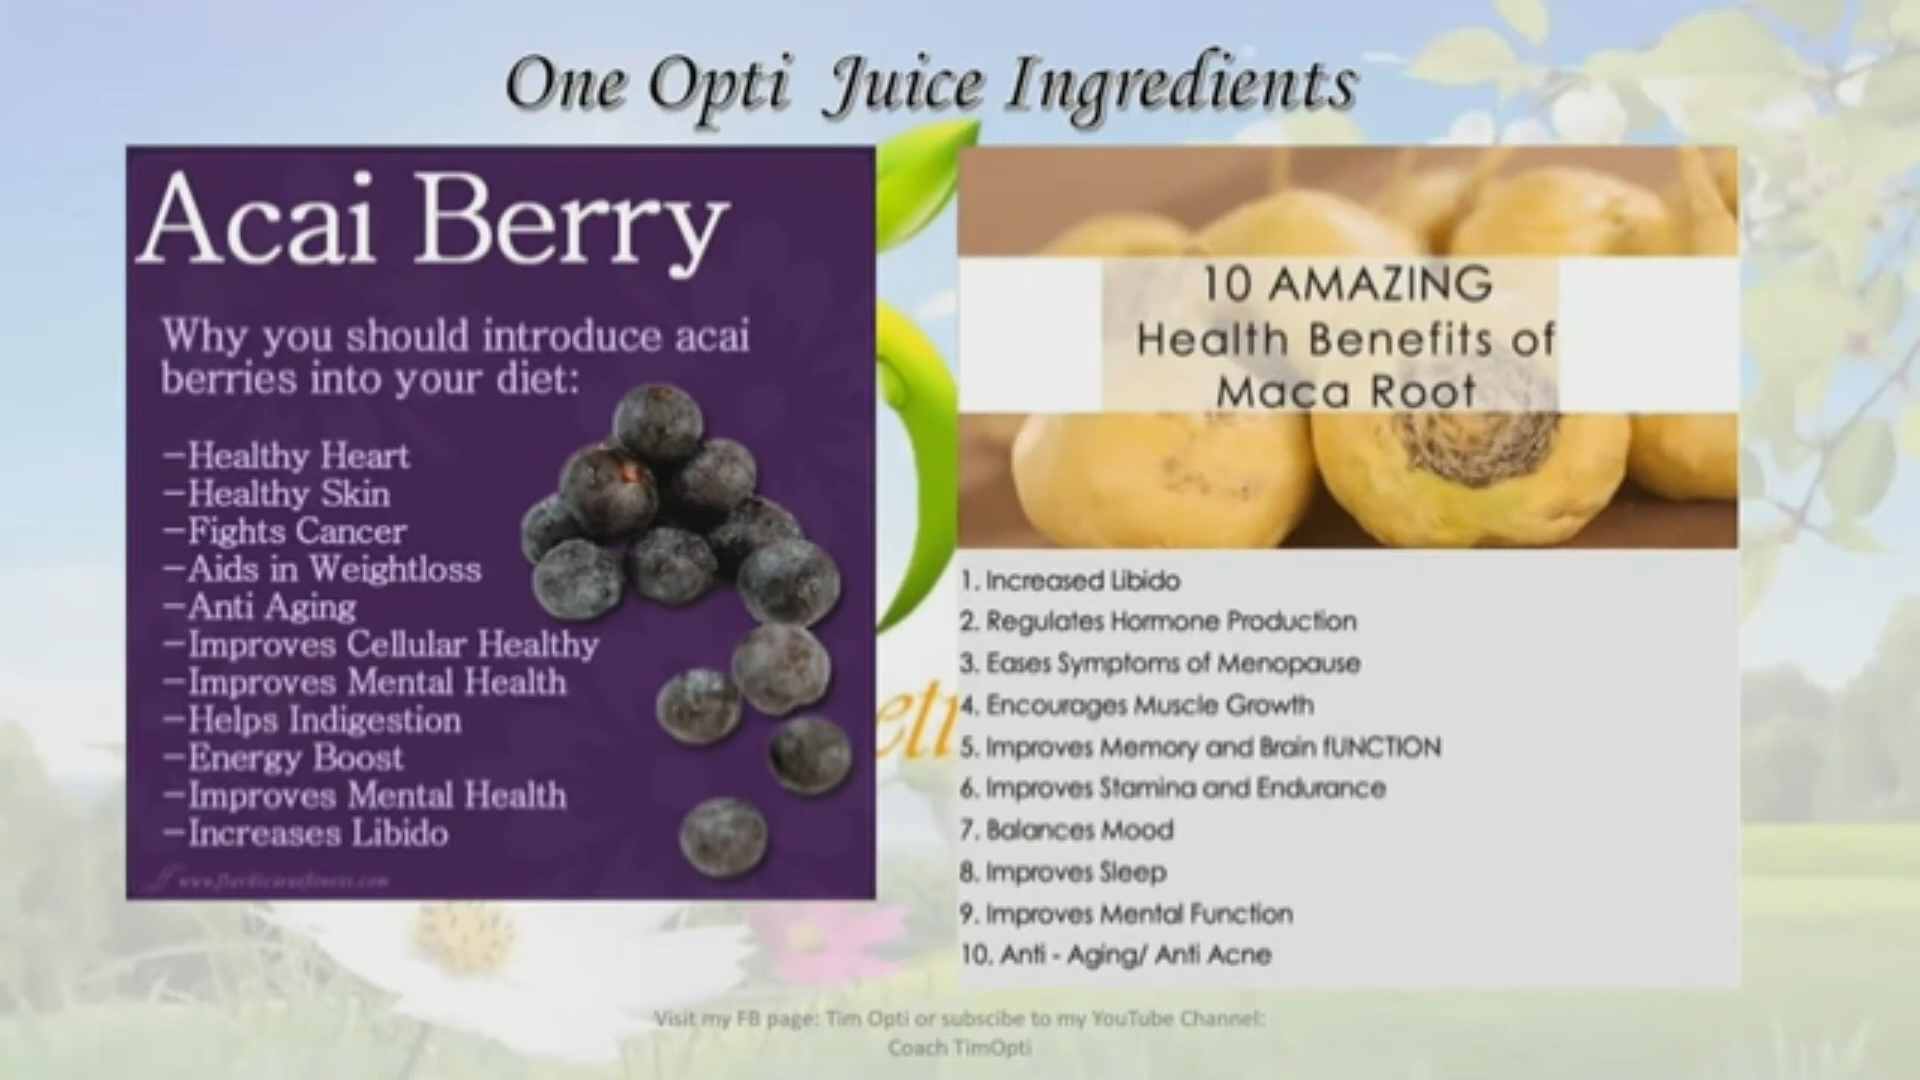 One Opti Juice Ingredients
Acai Berry
Why you should introduce acai
berries into your diet:
–Healthy Heart
–Healthy Skin
–Fights Cancer
–Aids in Weightloss
–Anti Aging
–Improves Cellular Healthy
–Improves Mental Health
–Helps Indigestion
–Energy Boost
–Improves Mental Health
–Increases Libido
10 AMAZING
Health Benefits of
Maca Root
1. Increased Libido
2. Regulates Hormone Production
3. Eases Symptoms of Menopause
4. Encourages Muscle Growth
5. Improves Memory and Brain fUNCTION
6. Improves Stamina and Endurance
7. Balances Mood
8. Improves Sleep
9. Improves Mental Function
10. Anti - Aging/ Anti Acne
Visit my FB page: Tim Opti or subscibe to my YouTube Channel:
Coach TimOpti